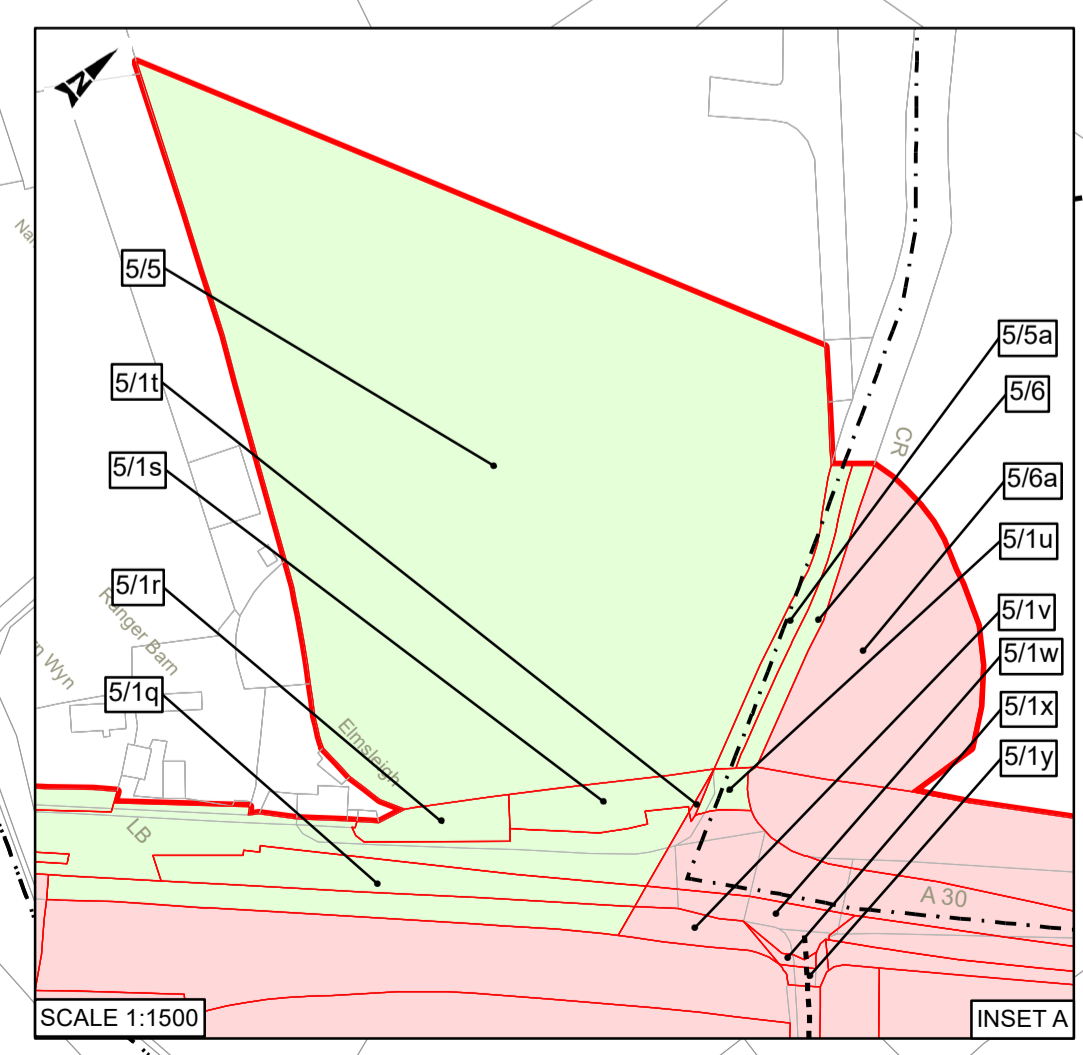 N
5/5
5/1t
5/1s
5/1r
5/1q
5/5a
5/6
5/6a
5/1u
5/1v
5/1w
5/1x
5/1y
CR
Ranger Barn
Wyn
Elmsleigh
LB
A 30
SCALE 1:1500
INSET A